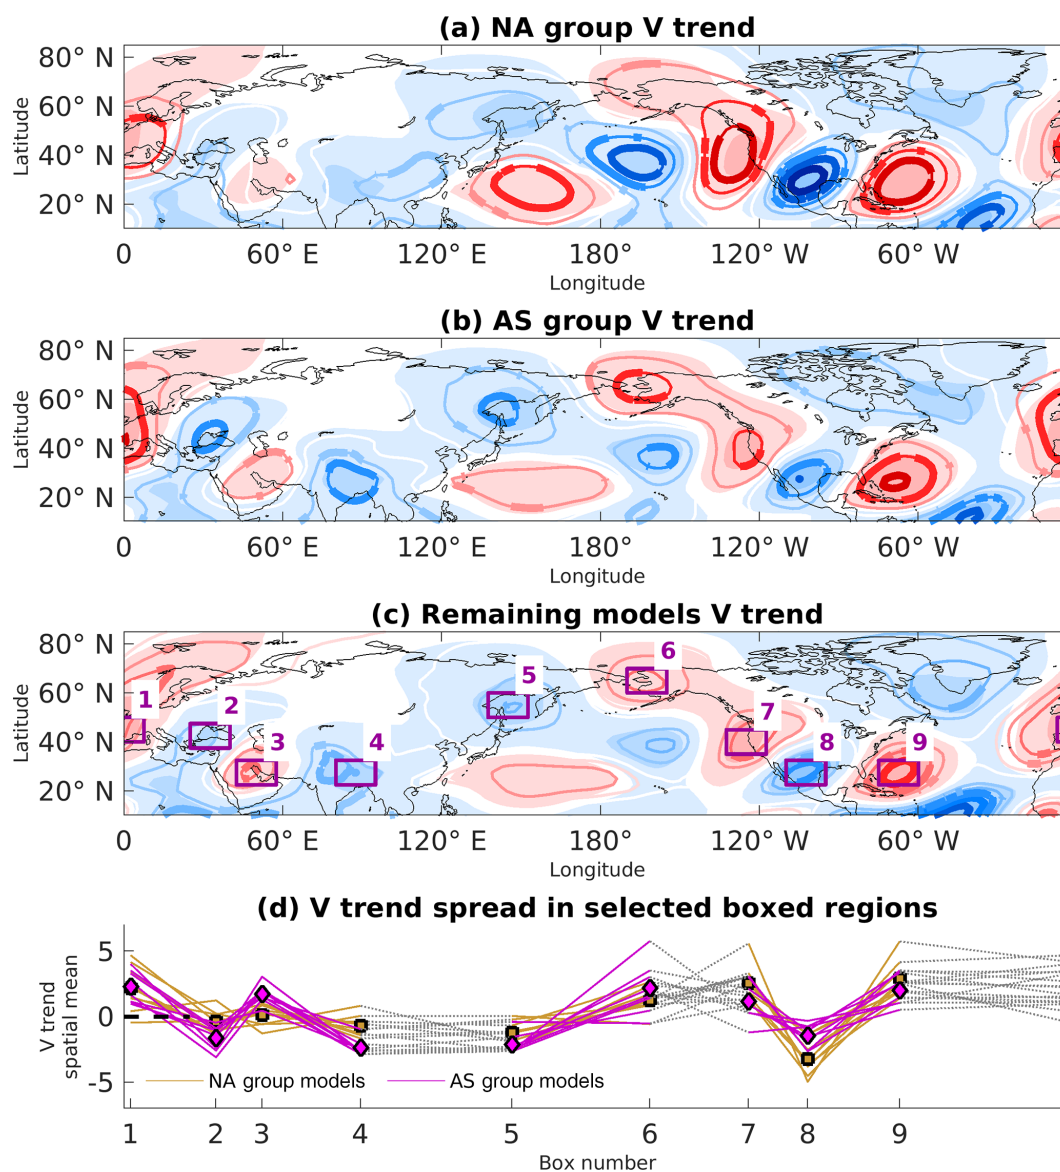 (a) NA group V trend
80° N
60° N
40° N
20° N
Latitude
0 60° E 120° E 180° 120° W 60° W
Longitude
(b) AS group V trend
80° N
60° N
40° N
20° N
Latitude
0 60° E 120° E 180° 120° W 60° W
Longitude
(c) Remaining models V trend
80° N
60° N
40° N
20° N
Latitude
1 2 3 4 5 6 7 8 9
0 60° E 120° E 180° 120° W 60° W
Longitude
(d) V trend spread in selected boxed regions
V trend
spatial mean
5
0
-5
NA group models AS group models
1 2 3 4 5 6 7 8 9
Box number